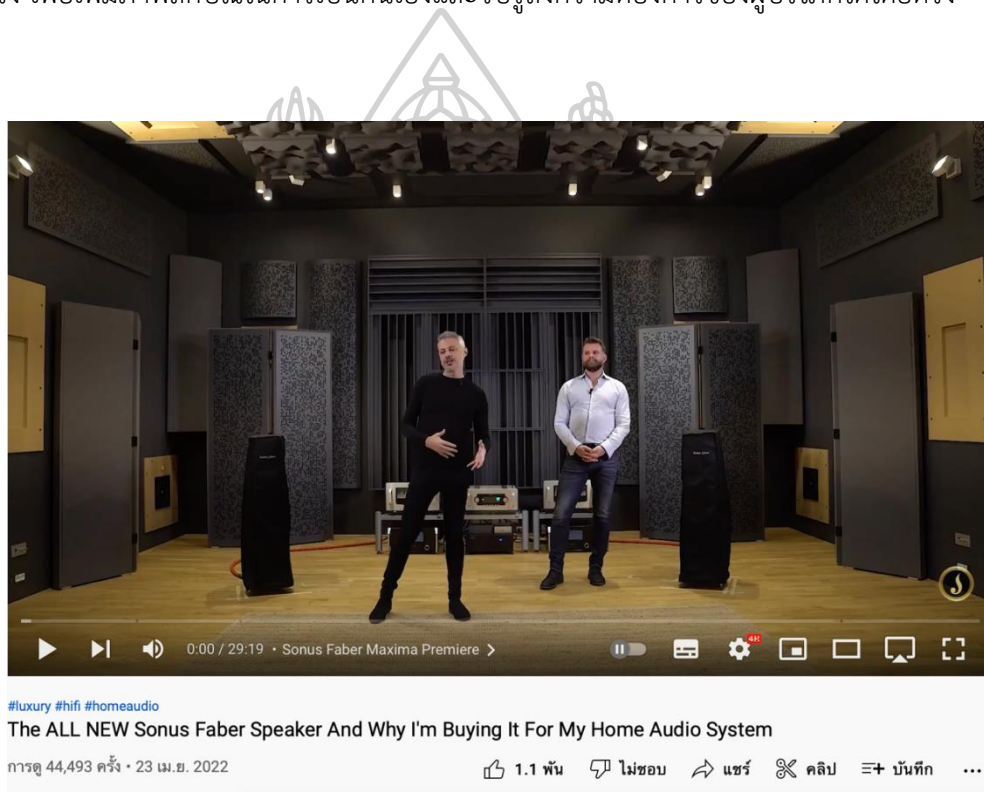 0:00 / 29:19 • Sonus Faber Maxima Premiere >
4K
#luxury #hifi #homeaudio
The ALL NEW Sonus Faber Speaker And Why I'm Buying It For My Home Audio System
การดู 44,493 ครั้ง • 23 เม.ย. 2022
1.1 พัน ไม่ชอบ แชร์ คลิป บันทึก ...